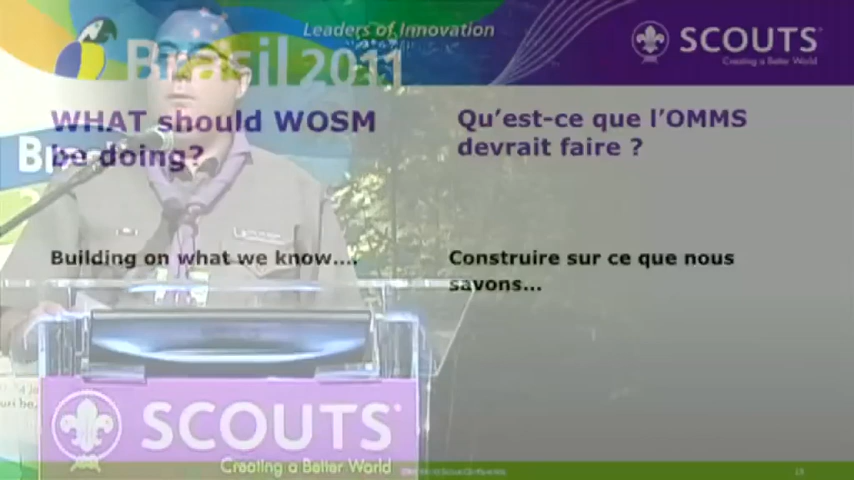 Leaders of Innovation
SCOUTS
Creating a Better World
Brasil 2011
WHAT should WOSM
be doing?
Qu'est-ce que l'OMMS
devrait faire ?
Building on what we know....
Construire sur ce que nous
savons...
SCOUTS
Creating a Better World